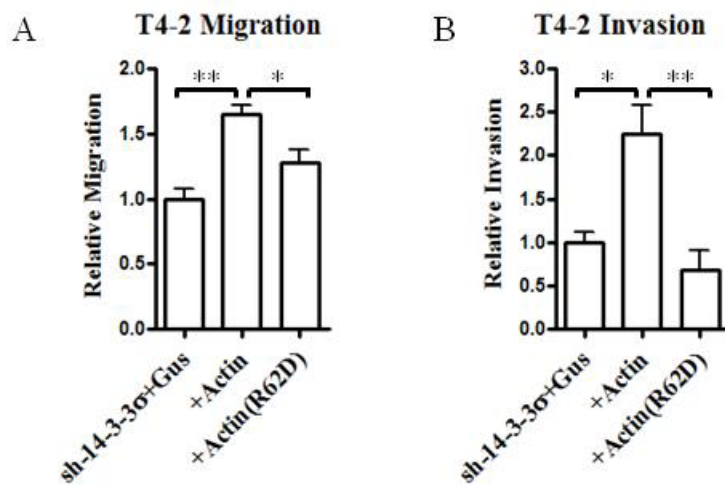 A
T4-2 Migration
** *
Relative Migration
2.0
1.5
1.0
0.5
0.0
sh-14-3-3σ+Gus
+Actin
+Actin(R62D)
B
T4-2 Invasion
* **
Relative Invasion
3.0
2.5
2.0
1.5
1.0
0.5
0.0
sh-14-3-3σ+Gus
+Actin
+Actin(R62D)